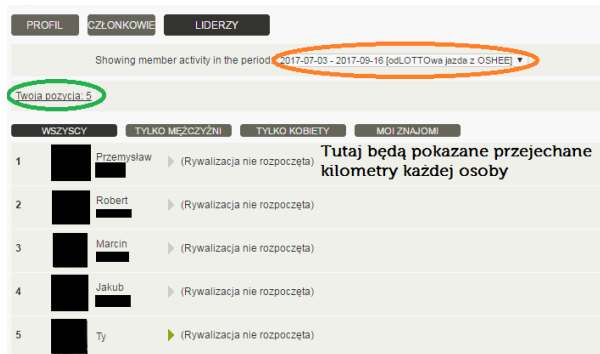 PROFIL CZŁONKOWIE LIDERZY
Showing member activity in the period: 2017-07-03 - 2017-09-16 [odLOTTOwa jazda z OSHEE]
Twoja pozycja: 5
WSZYSCY TYLKO MĘŻCZYŹNI TYLKO KOBIETY MOI ZNAJOMI
1 Przemysław (Rywalizacja nie rozpoczęta)
Tutaj będą pokazane przejechane
kilometry każdej osoby
2 Robert (Rywalizacja nie rozpoczęta)
3 Marcin (Rywalizacja nie rozpoczęta)
4 Jakub (Rywalizacja nie rozpoczęta)
5 Ty (Rywalizacja nie rozpoczęta)